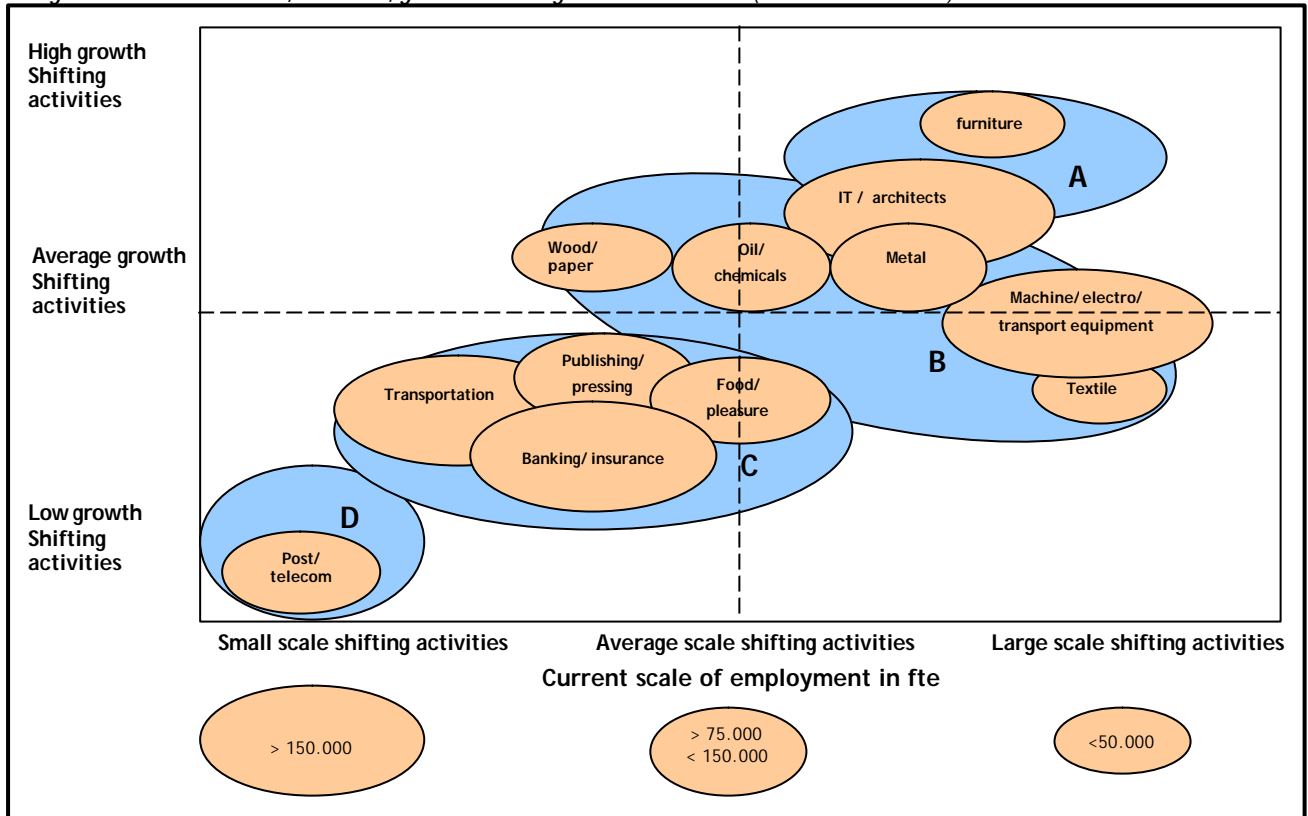 High growth
Shifting
activities
furniture
A
IT / architects
Wood/
paper
Oil/
chemicals
Metal
Average growth
Shifting
activities
Machine/ electro/
transport equipment
B
Textile
Publishing/
pressing
Transportation
Food/
pleasure
Banking/ insurance
C
Low growth
Shifting
activities
D
Post/
telecom
Small scale shifting activities
Average scale shifting activities
Large scale shifting activities
Current scale of employment in fte
> 150.000
> 75.000
< 150.000
<50.000